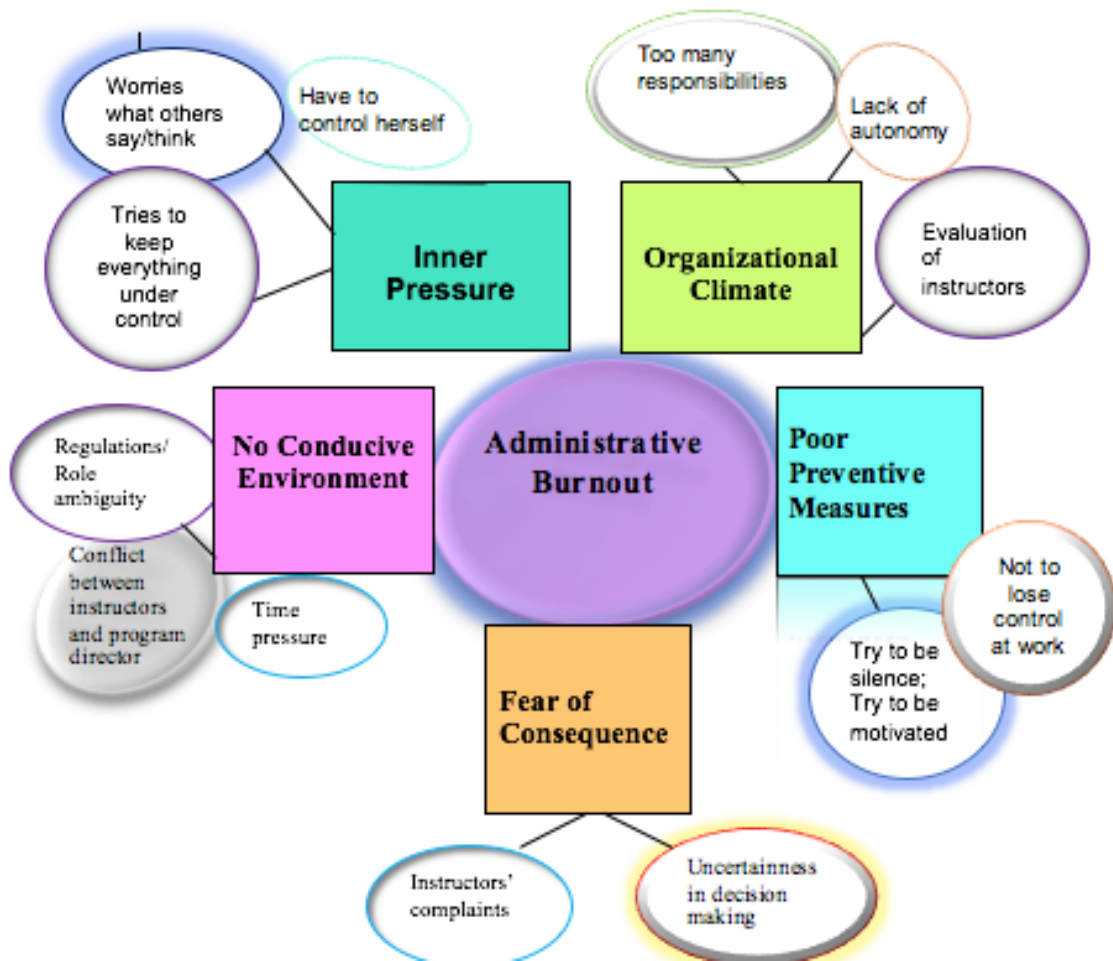 Worries
what others
say/think
Have to
control herself
Tries to
keep
everything
under
control
Inner
Pressure
Too many
responsibilities
Lack of
autonomy
Evaluation
of
instructors
Organizational
Climate
Regulations/
Role
ambiguity
Conflict
between
instructors
and program
director
Time
pressure
No Conducive
Environment
Administrative
Burnout
Poor
Preventive
Measures
Not to
lose
control
at work
Try to be
silence;
Try to be
motivated
Fear of
Consequence
Instructors'
complaints
Uncertainness
in decision
making